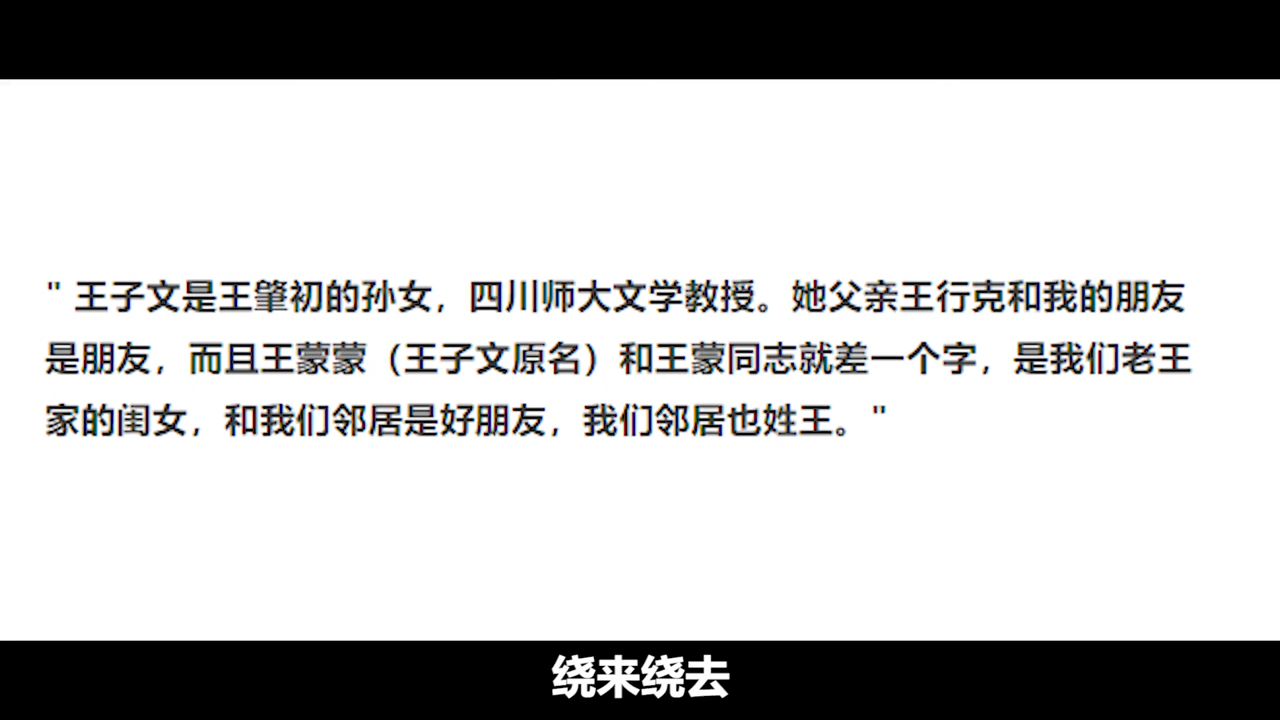 " 王子文是王肇初的孙女，四川师大文学教授。她父亲王行克和我的朋友
是朋友，而且王蒙蒙（王子文原名）和王蒙同志就差一个字，是我们老王
家的闺女，和我们邻居是好朋友，我们邻居也姓王。"
绕来绕去